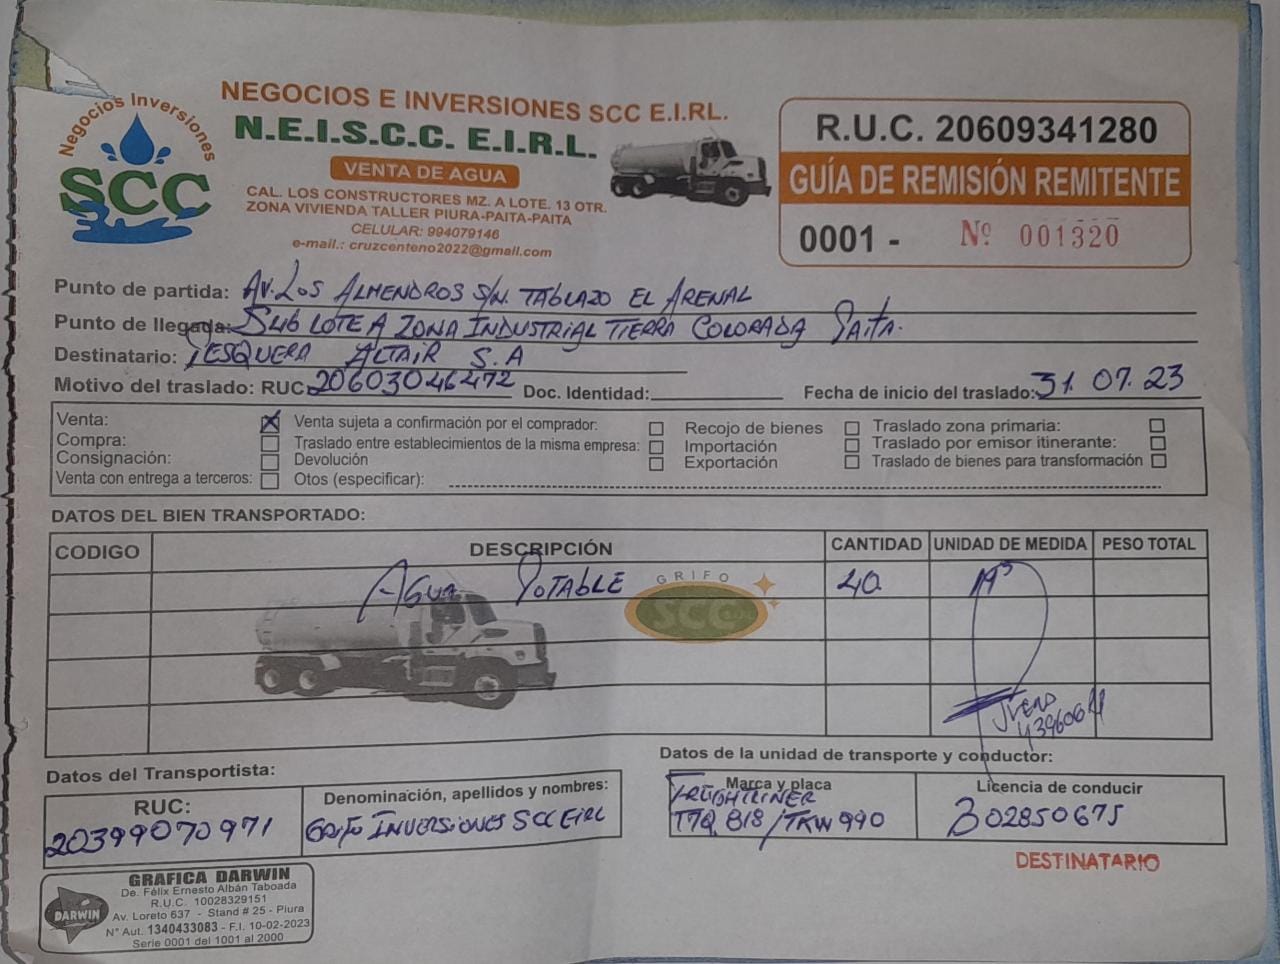 Negocios Inversiones
SCC
NEGOCIOS E INVERSIONES SCC E.I.RL.
N.E.I.S.C.C. E.I.R.L.
VENTA DE AGUA
CAL. LOS CONSTRUCTORES MZ. A LOTE. 13 OTR.
ZONA VIVIENDA TALLER PIURA-PAITA-PAITA
CELULAR: 994079146
e-mail.: cruzcenteno2022@gmail.com
R.U.C. 20609341280
GUÍA DE REMISIÓN REMITENTE
0001 - Nº 001320
Punto de partida: AV. LOS ALMENDROS S/N. TABLAZO EL ARENAL
Punto de llegada: SUB LOTE A ZONA INDUSTRIAL TIERRA COLORADA PAITA.
Destinatario: PESQUERA ALTAIR S.A
Motivo del traslado: RUC: 20603046472 Doc. Identidad: Fecha de inicio del traslado: 31.07.23
Venta: X Venta sujeta a confirmación por el comprador: Recojo de bienes Traslado zona primaria:
Compra: Traslado entre establecimientos de la misma empresa: Importación Traslado por emisor itinerante:
Consignación: Devolución Exportación Traslado de bienes para transformación
Venta con entrega a terceros: Otos (especificar):
DATOS DEL BIEN TRANSPORTADO:
CODIGO DESCRIPCIÓN CANTIDAD UNIDAD DE MEDIDA PESO TOTAL
AGUA POTABLE 40 M³
GRIFO
SCC
Datos del Transportista:
RUC: Denominación, apellidos y nombres:
20399070971 GRIFO INVERSIONES SCC EIRL
Datos de la unidad de transporte y conductor:
Marca y placa Licencia de conducir
FREIGHTLINER
T7Q 818/TKW990 B02850675
DESTINATARIO
DARWIN
GRAFICA DARWIN
De. Félix Ernesto Albán Taboada
R.U.C. 10028329151
Av. Loreto 637 - Stand # 25 - Piura
N° Aut. 1340433083 - F.I. 10-02-2023
Serie 0001 del 1001 al 2000